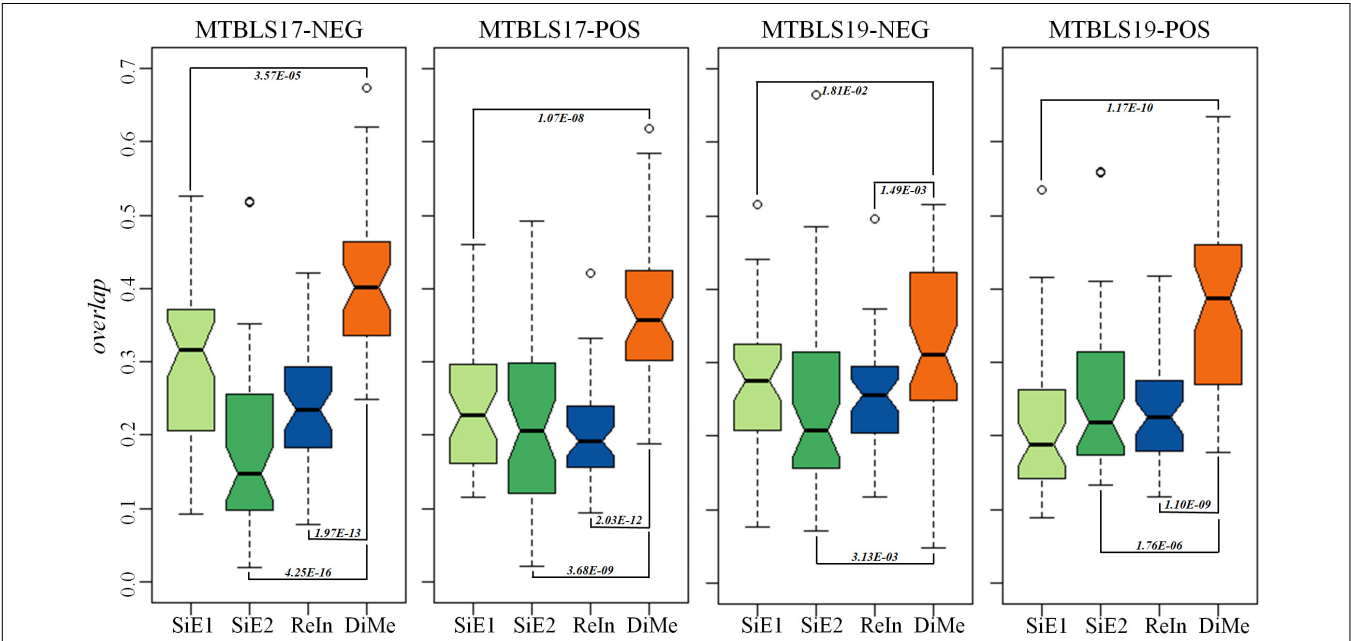 MTBLS17-NEG MTBLS17-POS MTBLS19-NEG MTBLS19-POS
overlap
0.7
0.6
0.5
0.4
0.3
0.2
0.1
0.0
3.57E-05
1.97E-13
4.25E-16
1.07E-08
2.03E-12
3.68E-09
1.81E-02
1.49E-03
3.13E-03
1.17E-10
1.10E-09
1.76E-06
SiE1 SiE2 ReIn DiMe SiE1 SiE2 ReIn DiMe SiE1 SiE2 ReIn DiMe SiE1 SiE2 ReIn DiMe